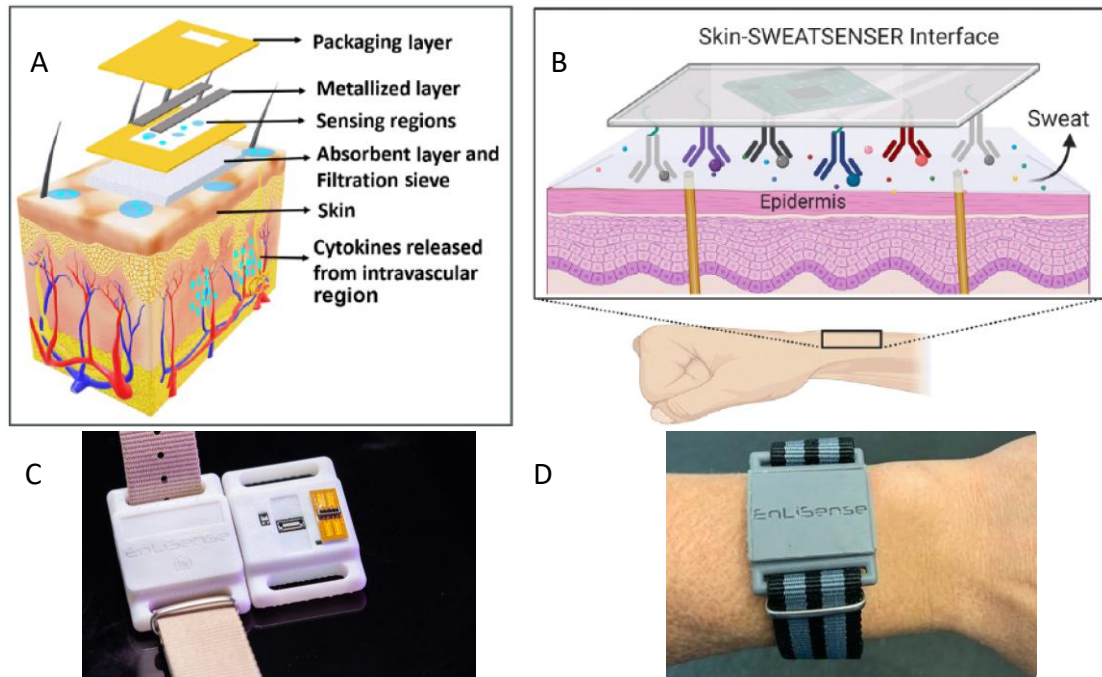 A
Packaging layer
Metallized layer
Sensing regions
Absorbent layer and
Filtration sieve
Skin
Cytokines released
from intravascular
region
B
Skin-SWEATSENSER Interface
Sweat
Epidermis
C
EnLiSense
D
EnLiSense